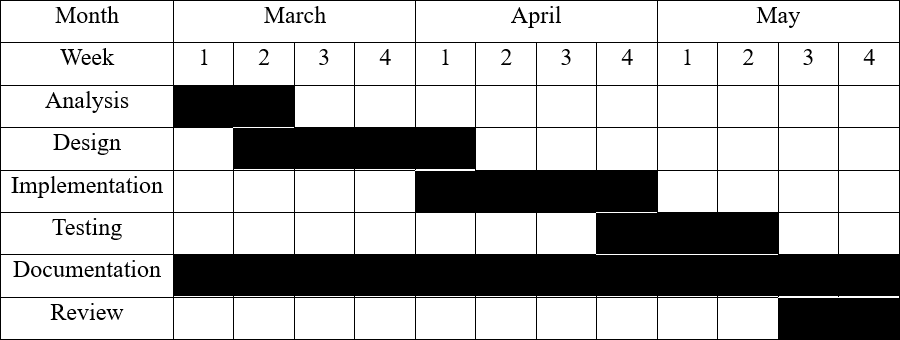 Month March April May
Week 1 2 3 4 1 2 3 4 1 2 3 4
Analysis
Design
Implementation
Testing
Documentation
Review